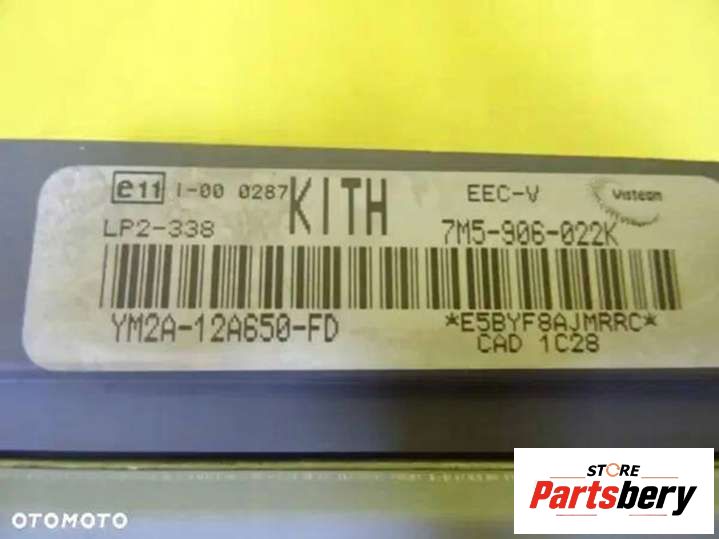 e11 I-00 0287 KITH EEC-V Visteon
LP2-338 7M5-906-022K
YM2A-12A650-FD *E5BYF8AJMRRC*
CAD 1C28
STORE
Partsbery
OTOMOTO